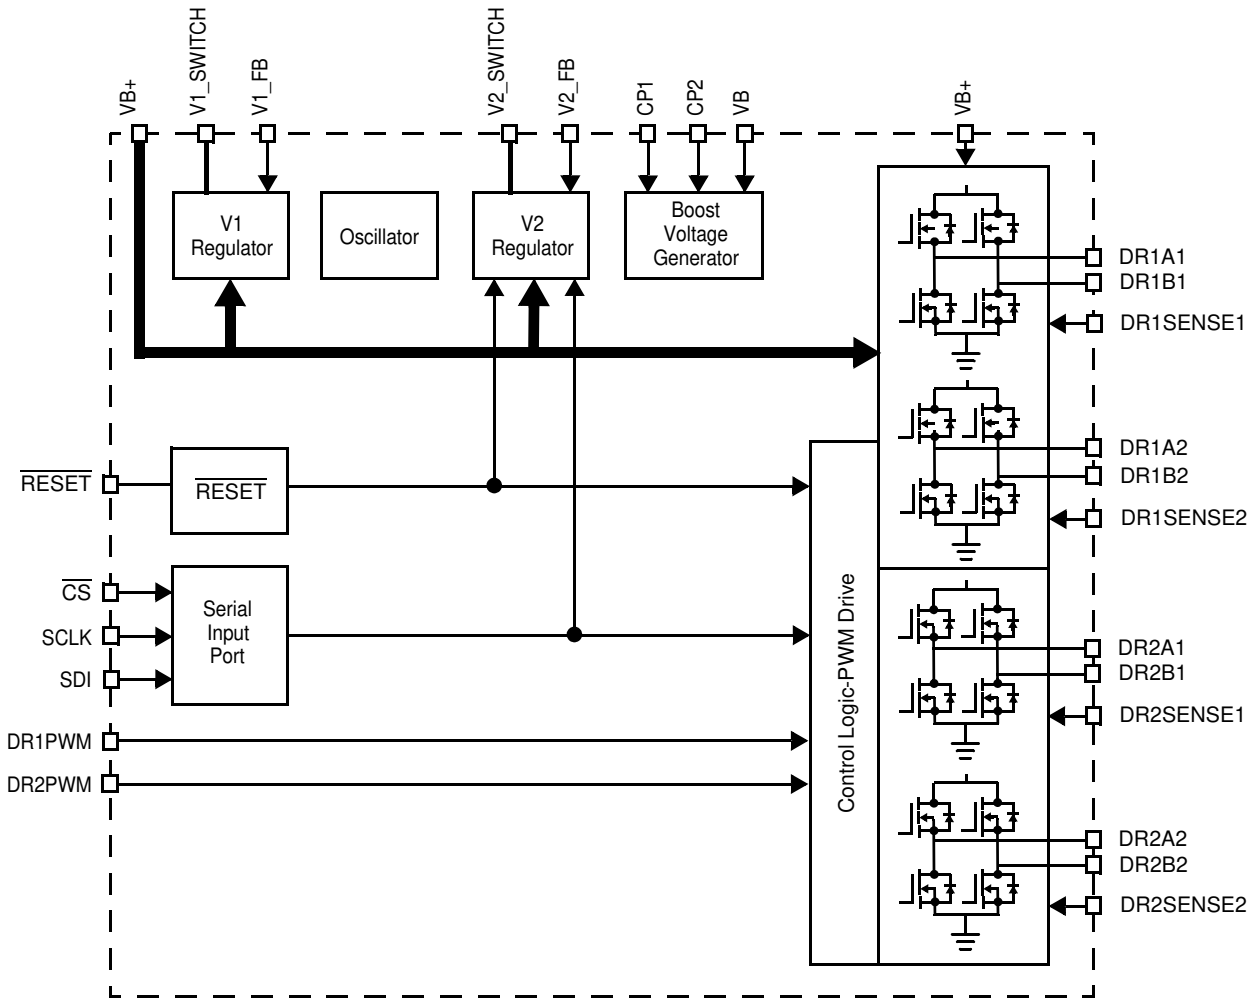 VB+
V1_SWITCH
V1_FB
V2_SWITCH
V2_FB
CP1
CP2
VB
VB+
V1
Regulator
Oscillator
V2
Regulator
Boost
Voltage
Generator
DR1A1
DR1B1
DR1SENSE1
DR1A2
DR1B2
DR1SENSE2
RESET
RESET
CS
SCLK
SDI
Serial
Input
Port
DR1PWM
DR2PWM
Control Logic-PWM Drive
DR2A1
DR2B1
DR2SENSE1
DR2A2
DR2B2
DR2SENSE2